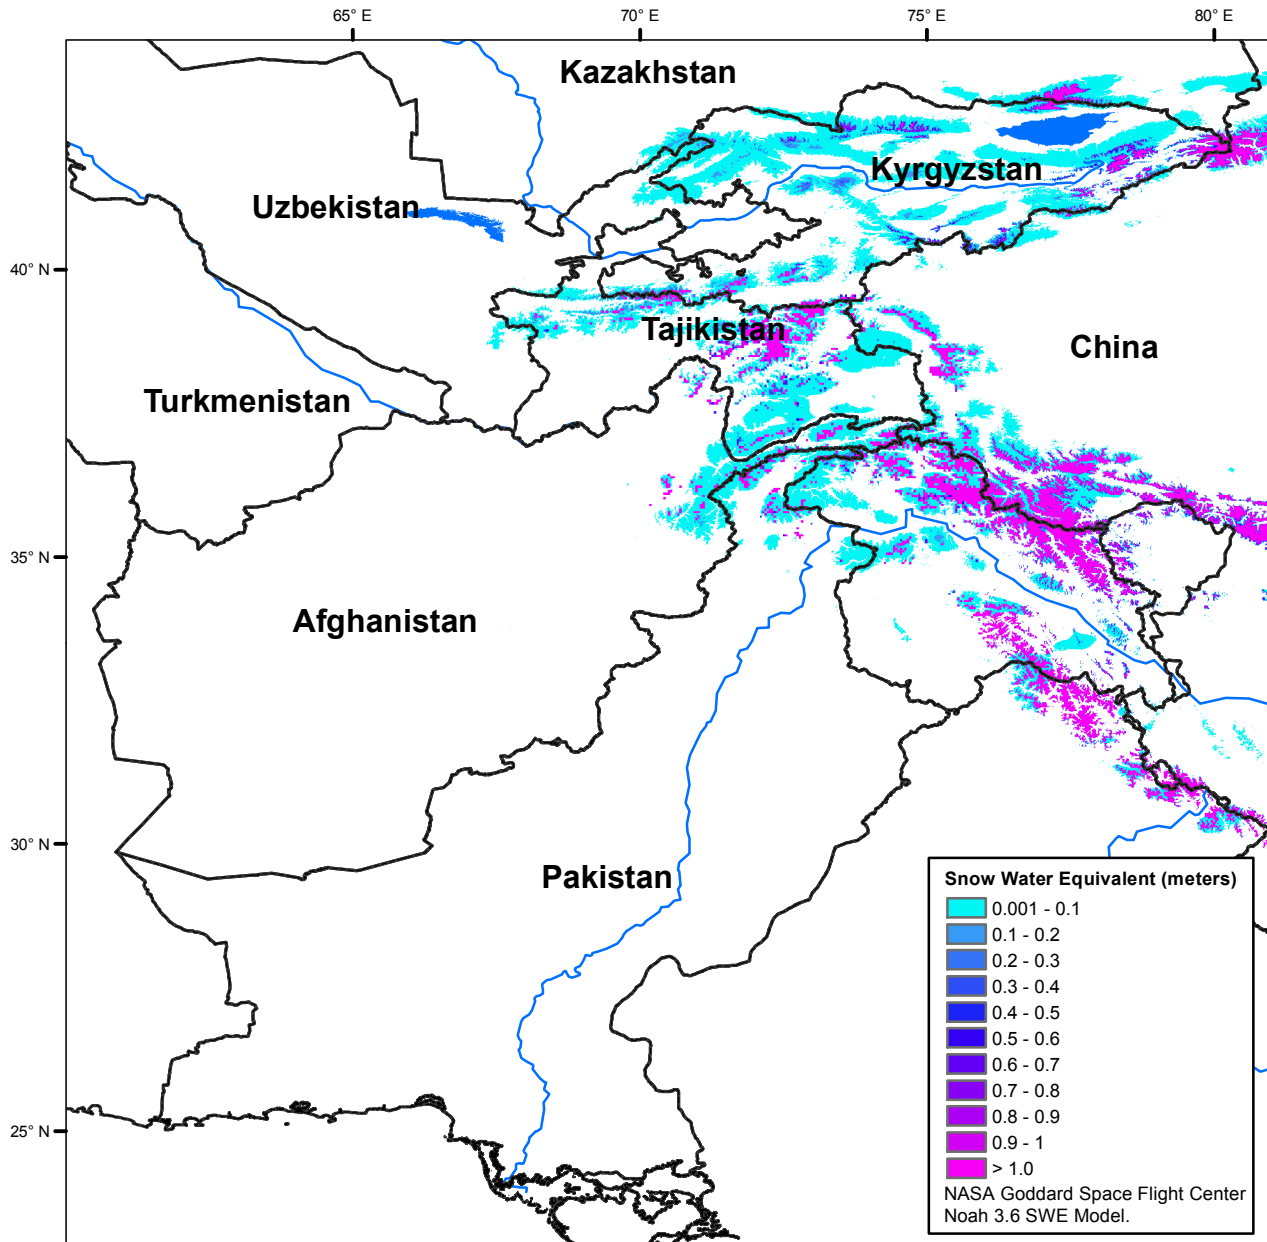 65° E
70° E
75° E
80° E
Kazakhstan
Kyrgyzstan
Uzbekistan
40° N
Tajikistan
China
Turkmenistan
35° N
Afghanistan
30° N
Pakistan
25° N
Snow Water Equivalent (meters)
0.001 - 0.1
0.1 - 0.2
0.2 - 0.3
0.3 - 0.4
0.4 - 0.5
0.5 - 0.6
0.6 - 0.7
0.7 - 0.8
0.8 - 0.9
0.9 - 1
> 1.0
NASA Goddard Space Flight Center
Noah 3.6 SWE Model.